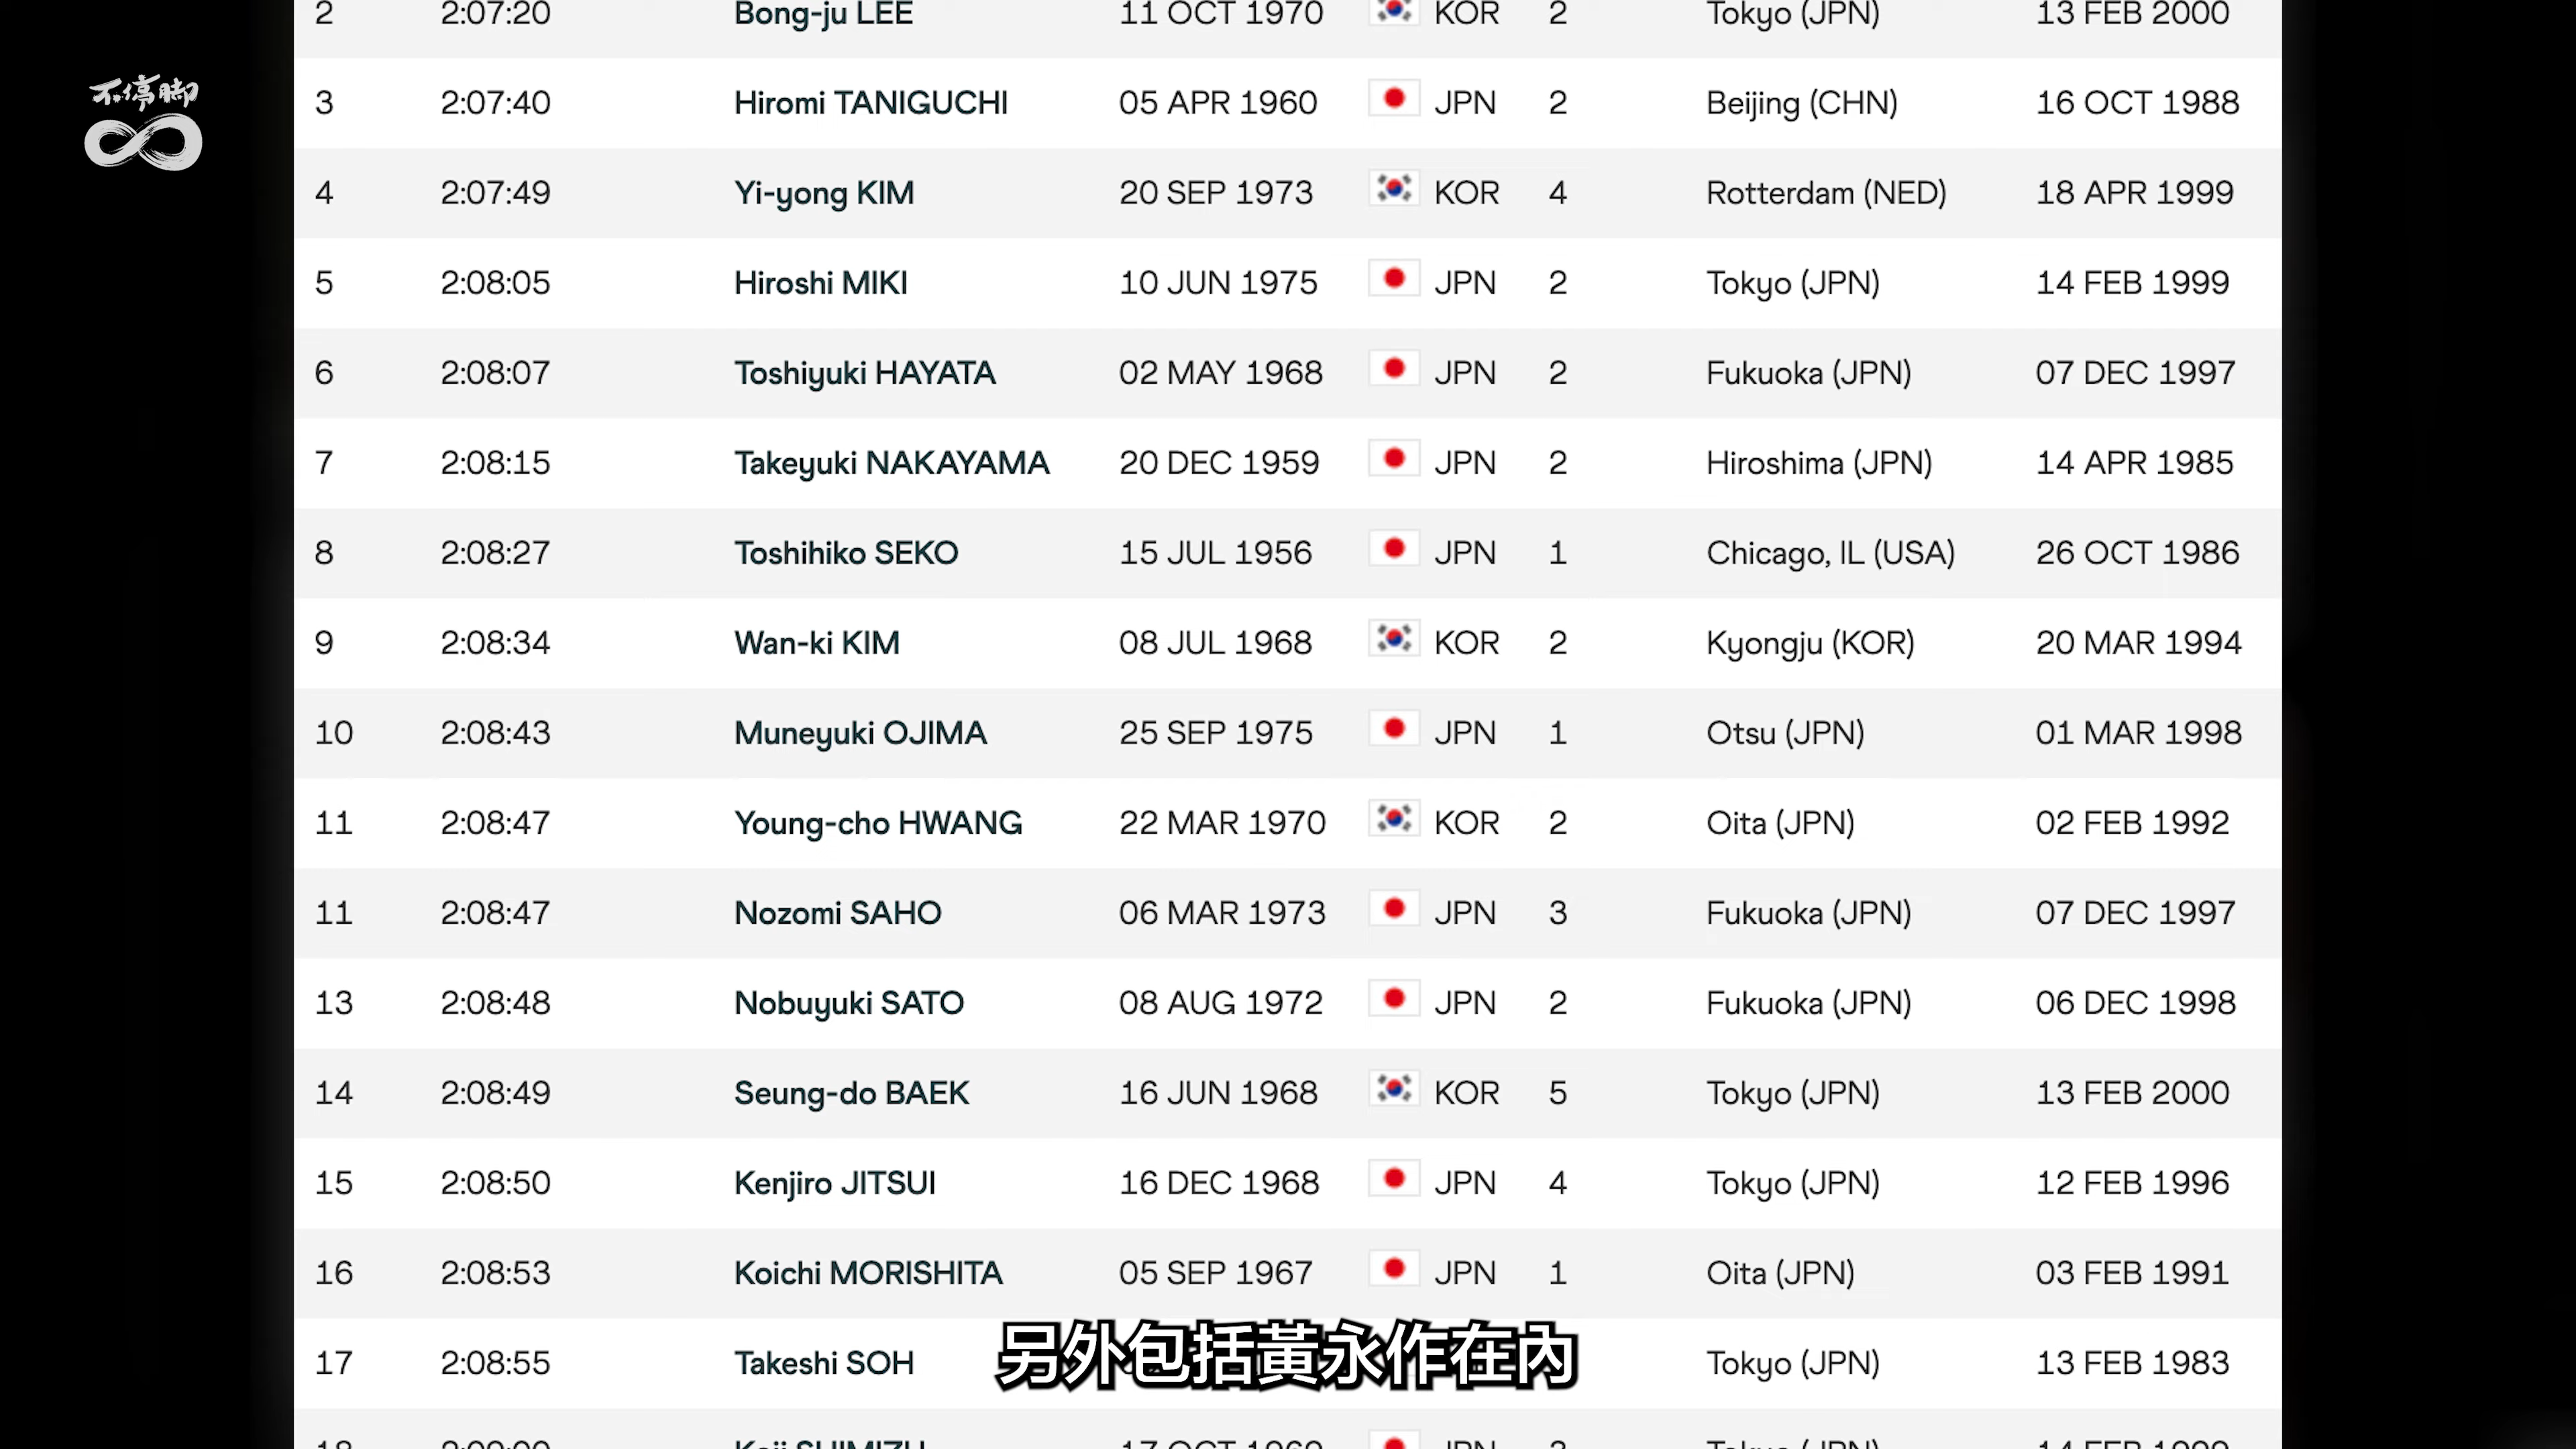 不停脚
2 2:07:20 Bong-ju LEE 11 OCT 1970 KOR 2 Tokyo (JPN) 13 FEB 2000
3 2:07:40 Hiromi TANIGUCHI 05 APR 1960 JPN 2 Beijing (CHN) 16 OCT 1988
4 2:07:49 Yi-yong KIM 20 SEP 1973 KOR 4 Rotterdam (NED) 18 APR 1999
5 2:08:05 Hiroshi MIKI 10 JUN 1975 JPN 2 Tokyo (JPN) 14 FEB 1999
6 2:08:07 Toshiyuki HAYATA 02 MAY 1968 JPN 2 Fukuoka (JPN) 07 DEC 1997
7 2:08:15 Takeyuki NAKAYAMA 20 DEC 1959 JPN 2 Hiroshima (JPN) 14 APR 1985
8 2:08:27 Toshihiko SEKO 15 JUL 1956 JPN 1 Chicago, IL (USA) 26 OCT 1986
9 2:08:34 Wan-ki KIM 08 JUL 1968 KOR 2 Kyongju (KOR) 20 MAR 1994
10 2:08:43 Muneyuki OJIMA 25 SEP 1975 JPN 1 Otsu (JPN) 01 MAR 1998
11 2:08:47 Young-cho HWANG 22 MAR 1970 KOR 2 Oita (JPN) 02 FEB 1992
11 2:08:47 Nozomi SAHO 06 MAR 1973 JPN 3 Fukuoka (JPN) 07 DEC 1997
13 2:08:48 Nobuyuki SATO 08 AUG 1972 JPN 2 Fukuoka (JPN) 06 DEC 1998
14 2:08:49 Seung-do BAEK 16 JUN 1968 KOR 5 Tokyo (JPN) 13 FEB 2000
15 2:08:50 Kenjiro JITSUI 16 DEC 1968 JPN 4 Tokyo (JPN) 12 FEB 1996
16 2:08:53 Koichi MORISHITA 05 SEP 1967 JPN 1 Oita (JPN) 03 FEB 1991
17 2:08:55 Takeshi SOH Tokyo (JPN) 13 FEB 1983
另外包括黃永作在內